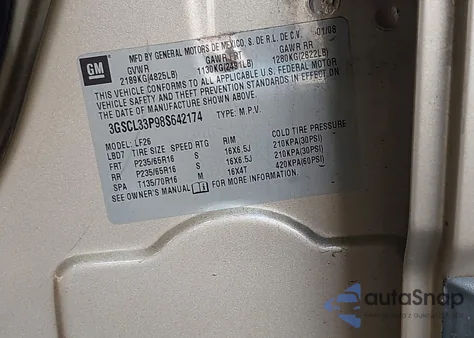 GM
MFD BY GENERAL MOTORS DE MEXICO, S. DE R.L. DE C.V. 01/08
GVWR GAWR FRT GAWR RR
2189KG(4825LB) 1130KG(2491LB) 1280KG(2822LB)
THIS VEHICLE CONFORMS TO ALL APPLICABLE U.S. FEDERAL MOTOR
VEHICLE SAFETY AND THEFT PREVENTION STANDARDS IN EFFECT ON
THE DATE OF MANUFACTURE SHOWN ABOVE.
3GSCL33P98S642174 TYPE: M.P.V.
MODEL: LF26
LBD7 TIRE SIZE SPEED RTG RIM COLD TIRE PRESSURE
FRT P235/65R16 S 16X6.5J 210KPA(30PSI)
RR P235/65R16 S 16X6.5J 210KPA(30PSI)
SPA T135/70R16 M 16X4T 420KPA(60PSI)
SEE OWNER'S MANUAL FOR MORE INFORMATION.
autaSnap